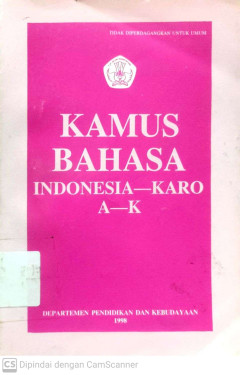 TIDAK DIPERDAGANGKAN UNTUK UMUM
KAMUS
BAHASA
INDONESIA—KARO
A—K
DEPARTEMEN PENDIDIKAN DAN KEBUDAYAAN
1998
CS Dipindai dengan CamScanner